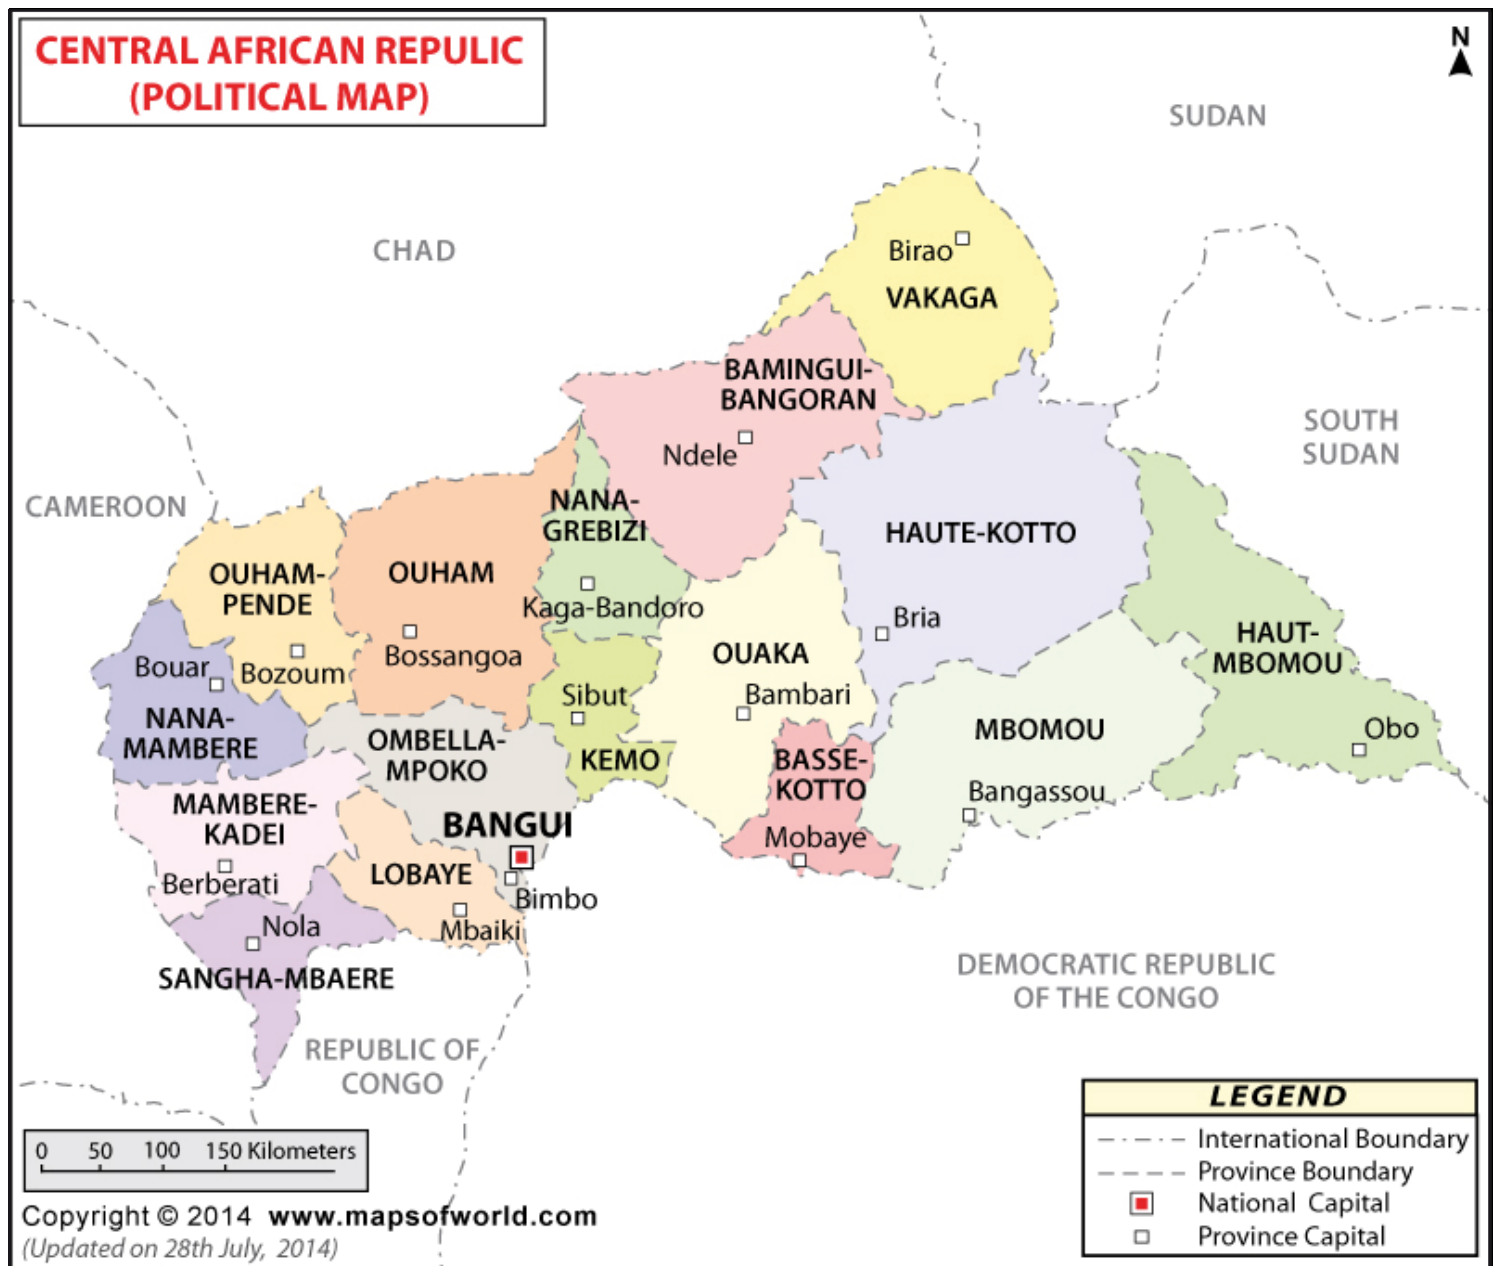 CENTRAL AFRICAN REPULIC
(POLITICAL MAP)
N
SUDAN
CHAD
Birao
VAKAGA
BAMINGUI-
BANGORAN
SOUTH
SUDAN
Ndele
CAMEROON
NANA-
GREBIZI
HAUTE-KOTTO
OUHAM-
PENDE
OUHAM
Kaga-Bandoro
Bria
HAUT-
MBOMOU
Bouar
Bozoum
Bossangoa
OUAKA
Sibut
Bambari
NANA-
MAMBERE
OMBELLA-
MPOKO
KEMO
BASSE-
KOTTO
MBOMOU
Obo
MAMBERE-
KADEI
BANGUI
Mobaye
Bangassou
Berberati
LOBAYE
Bimbo
Nola
Mbaiki
SANGHA-MBAERE
DEMOCRATIC REPUBLIC
OF THE CONGO
REPUBLIC OF
CONGO
0 50 100 150 Kilometers
LEGEND
International Boundary
Province Boundary
National Capital
Province Capital
Copyright © 2014 www.mapsofworld.com
(Updated on 28th July, 2014)